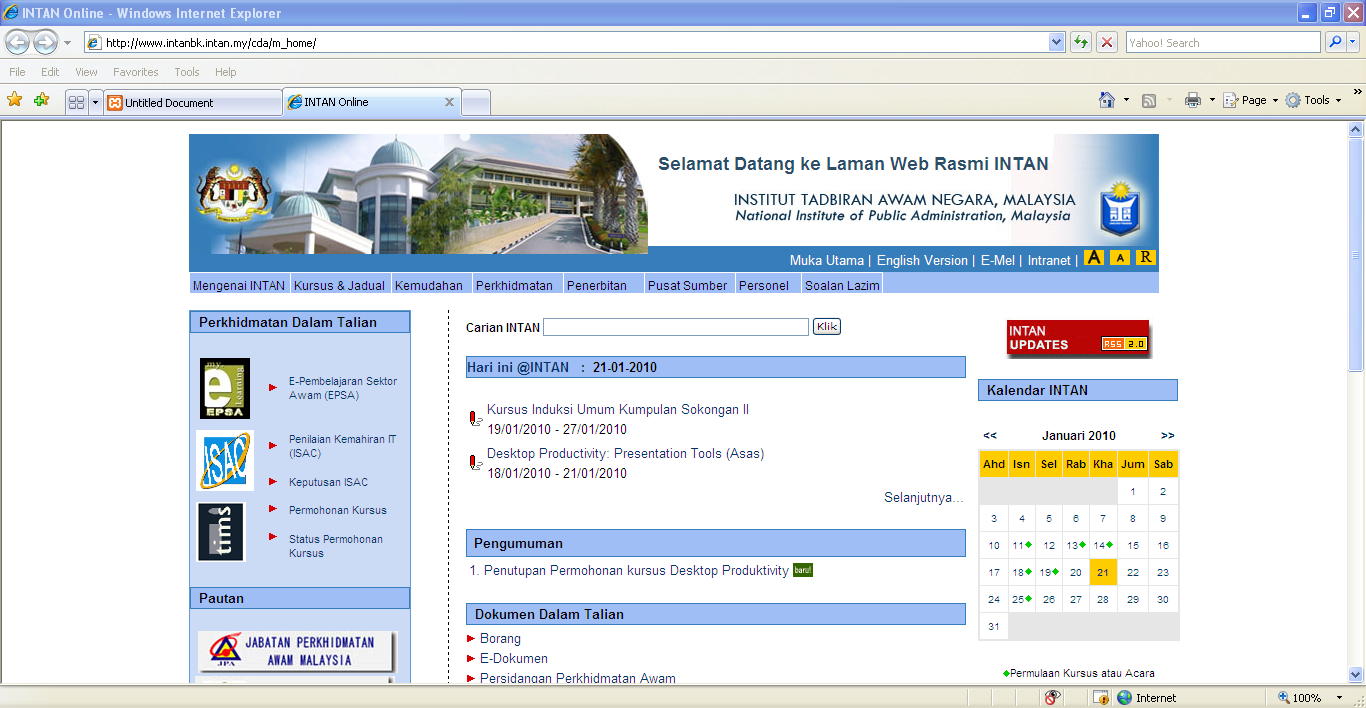 INTAN Online - Windows Internet Explorer
http://www.intanbk.intan.my/cda/m_home/
Yahoo! Search
File Edit View Favorites Tools Help
Untitled Document
INTAN Online
Page
Tools
Selamat Datang ke Laman Web Rasmi INTAN
INSTITUT TADBIRAN AWAM NEGARA, MALAYSIA
National Institute of Public Administration, Malaysia
Muka Utama | English Version | E-Mel | Intranet | A A R
Mengenai INTAN Kursus & Jadual Kemudahan Perkhidmatan Penerbitan Pusat Sumber Personel Soalan Lazim
Perkhidmatan Dalam Talian
my
e
Learning
EPSA
E-Pembelajaran Sektor
Awam (EPSA)
ISAC
Penilaian Kemahiran IT
(ISAC)
Keputusan ISAC
tims
Permohonan Kursus
Status Permohonan
Kursus
Pautan
JPA
JABATAN PERKHIDMATAN
AWAM MALAYSIA
Carian INTAN
Klik
Hari ini @INTAN : 21-01-2010
Kursus Induksi Umum Kumpulan Sokongan II
19/01/2010 - 27/01/2010
Desktop Productivity: Presentation Tools (Asas)
18/01/2010 - 21/01/2010
Selanjutnya...
Pengumuman
1. Penutupan Permohonan kursus Desktop Produktivity baru!
Dokumen Dalam Talian
Borang
E-Dokumen
Persidangan Perkhidmatan Awam
INTAN
UPDATES RSS 2.0
Kalendar INTAN
<< Januari 2010 >>
Ahd Isn Sel Rab Kha Jum Sab
1 2
3 4 5 6 7 8 9
10 11 12 13 14 15 16
17 18 19 20 21 22 23
24 25 26 27 28 29 30
31
Permulaan Kursus atau Acara
Internet
100%